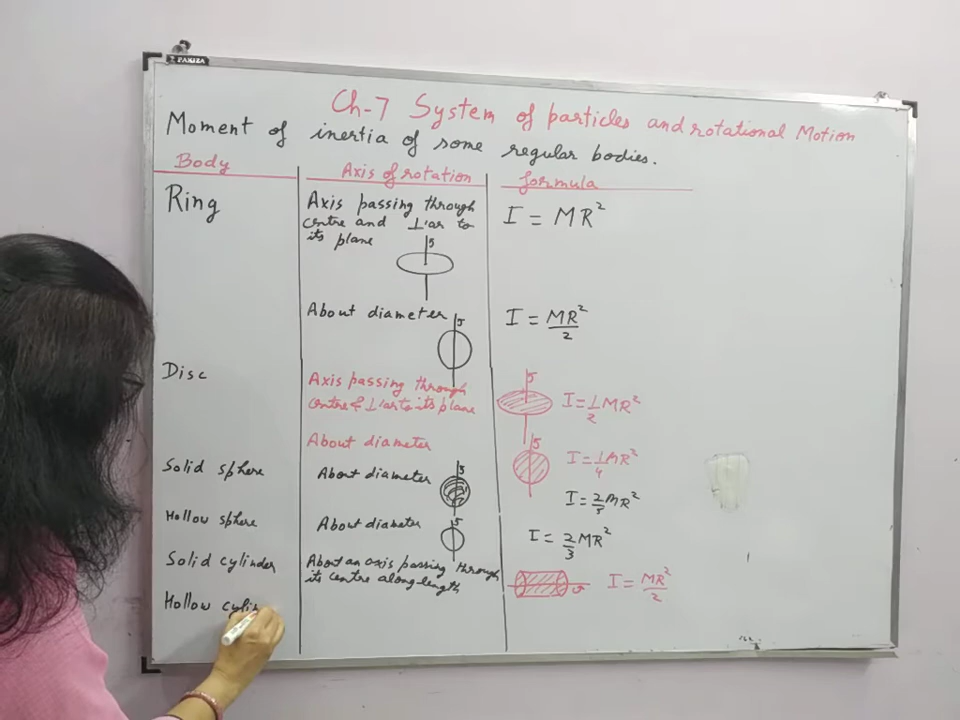 PAKIZA
Ch-7 System of particles and rotational Motion
Moment of inertia of some regular bodies.
Body Axis of rotation formula
Ring
Axis passing through
centre and ⊥'ar to
its plane
I = MR²
About diameter
I = MR²/2
Disc
Axis passing through
centre & ⊥'ar to its plane
I = 1/2 MR²
About diameter
I = 1/4 MR²
Solid sphere
About diameter
I = 2/5 MR²
Hollow sphere
About diameter
I = 2/3 MR²
Solid cylinder
About an axis passing through
its centre along-length
I = MR²/2
Hollow cylin